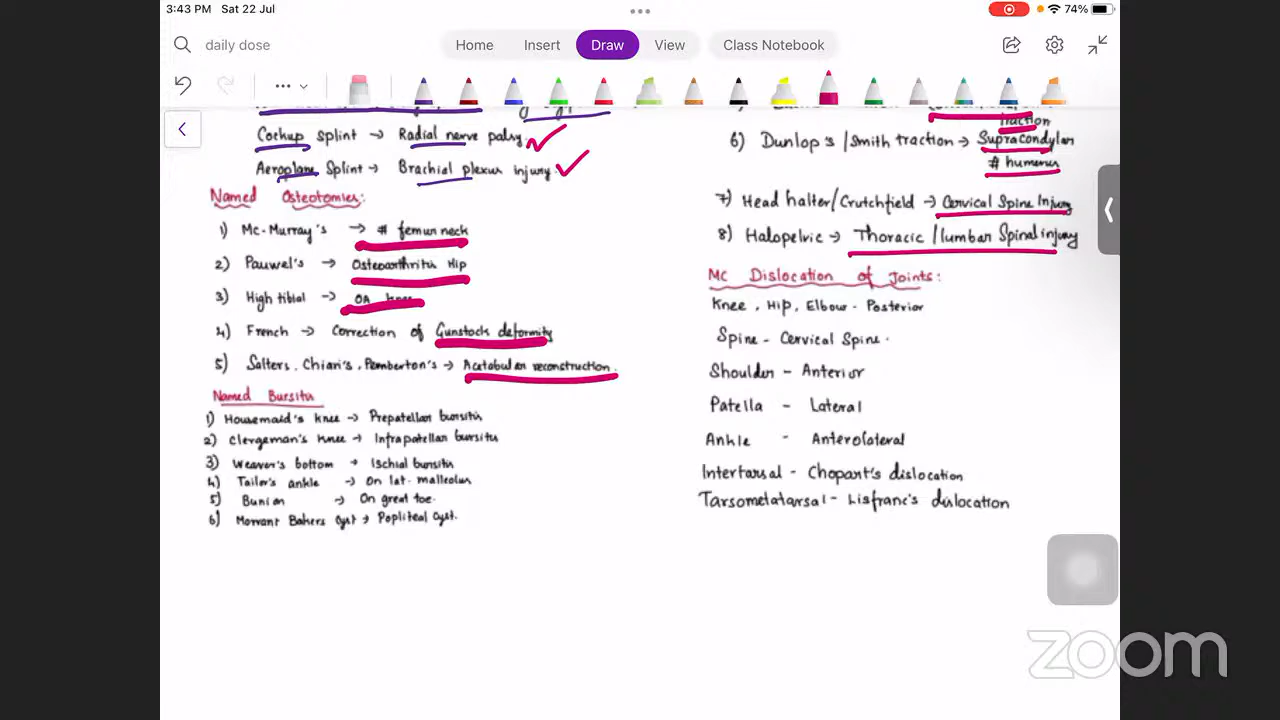 3:43 PM Sat 22 Jul
74%
daily dose
Home Insert Draw View Class Notebook
Cockup splint → Radial nerve palsy.
Aeroplane Splint → Brachial plexus injury.
Named Osteotomies:
1) Mc-Murray's → # femur neck
2) Pauwel's → Osteoarthritis Hip
3) High tibial → OA knee
4) French → Correction of Gunstock deformity
5) Salters, Chiari's, Pemberton's → Acetabular reconstruction.
Named Bursitis
1) Housemaid's knee → Prepatellar bursitis
2) Clergeman's knee → Infrapatellar bursitis
3) Weaver's bottom → Ischial bursitis
4) Tailor's ankle → On lat. malleolus
5) Bunion → On great toe.
6) Morrant Bakers cyst → Popliteal cyst.
traction
6) Dunlop's /Smith traction → Supracondylar
# humerus
7) Head halter/Crutchfield → Cervical Spine Injury
8) Halopelvic → Thoracic /lumbar Spinal injury
MC Dislocation of Joints:
Knee, Hip, Elbow - Posterior
Spine - Cervical Spine.
Shoulder - Anterior
Patella - Lateral
Ankle - Anterolateral
Intertarsal - Chopart's dislocation
Tarsometatarsal - Lisfranc's dislocation
zoom